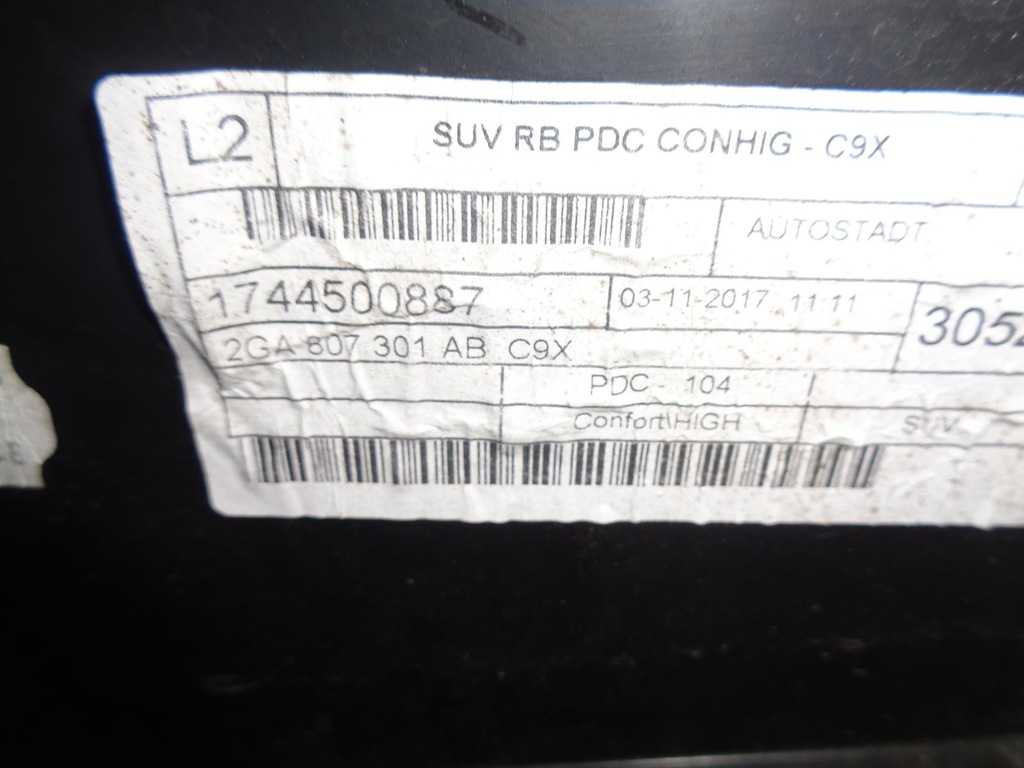 L2
SUV RB PDC CONHIG - C9X
AUTOSTADT
1744500887
03-11-2017 11:11
3052
2GA 807 301 AB C9X
PDC - 104
Confort\HIGH
SUV
E